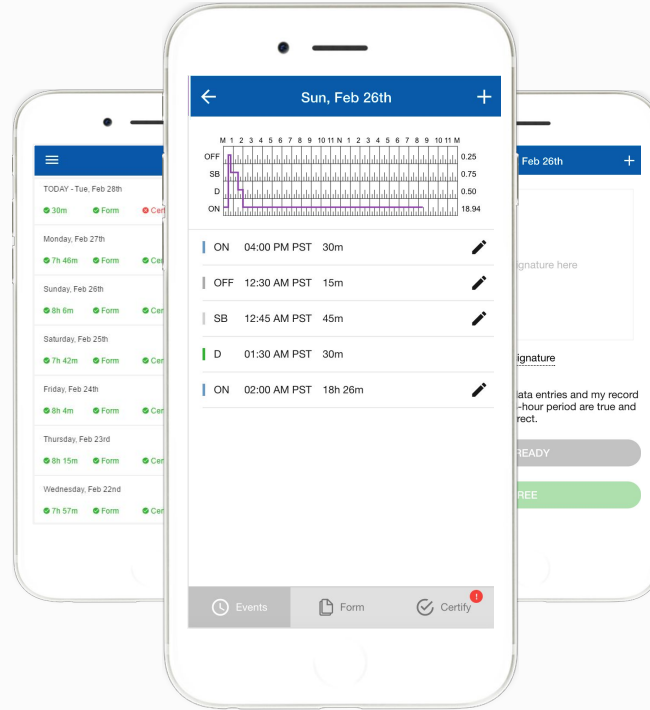 TODAY - Tue, Feb 28th
30m Form
Monday, Feb 27th
7h 46m Form
Sunday, Feb 26th
8h 6m Form
Saturday, Feb 25th
7h 42m Form
Friday, Feb 24th
8h 4m Form
Thursday, Feb 23rd
8h 15m Form
Wednesday, Feb 22nd
7h 57m Form
Sun, Feb 26th
M 1 2 3 4 5 6 7 8 9 10 11 N 1 2 3 4 5 6 7 8 9 10 11 M
OFF 0.25
SB 0.75
D 0.50
ON 18.94
ON 04:00 PM PST 30m
OFF 12:30 AM PST 15m
SB 12:45 AM PST 45m
D 01:30 AM PST 30m
ON 02:00 AM PST 18h 26m
Events Form Certify 1
Feb 26th
ignature here
ignature
data entries and my record
-hour period are true and
rect.
READY
REE